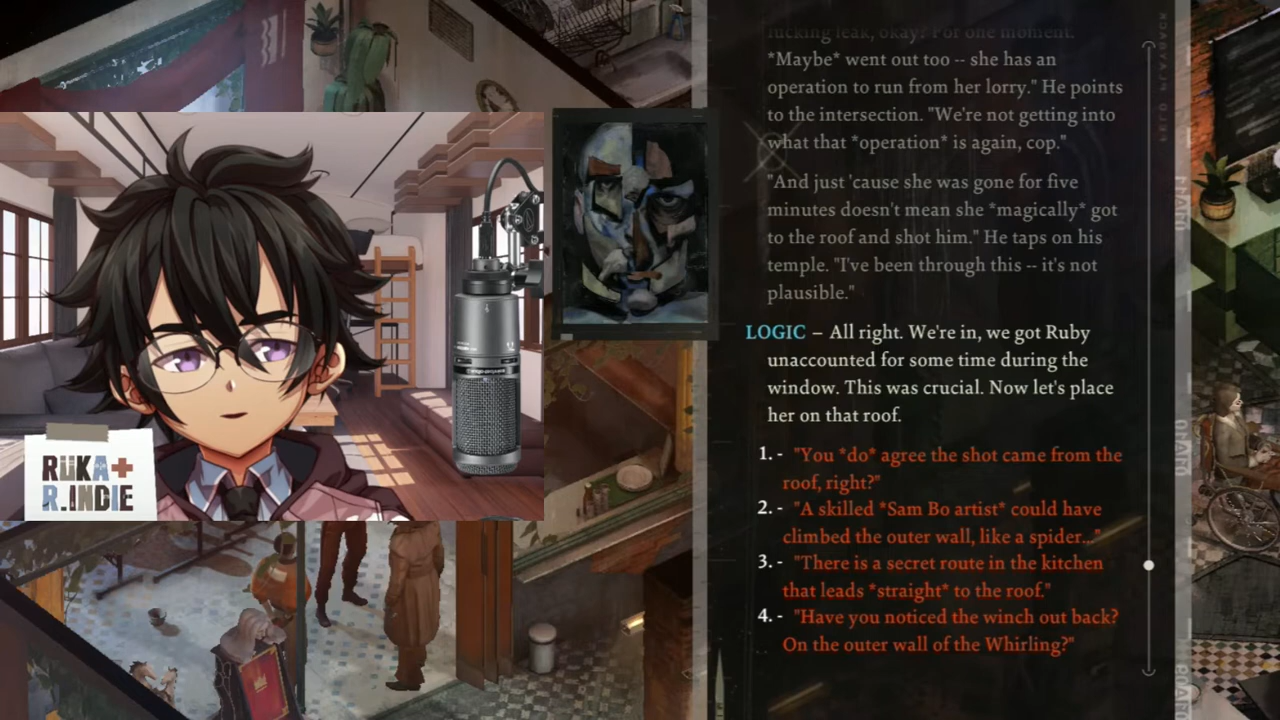 fucking leak, okay? For one moment.
*Maybe* went out too -- she has an
operation to run from her lorry." He points
to the intersection. "We're not getting into
what that *operation* is again, cop."
"And just 'cause she was gone for five
minutes doesn't mean she *magically* got
to the roof and shot him." He taps on his
temple. "I've been through this -- it's not
plausible."
LOGIC – All right. We're in, we got Ruby
unaccounted for some time during the
window. This was crucial. Now let's place
her on that roof.
1. - "You *do* agree the shot came from the
roof, right?"
2. - "A skilled *Sam Bo artist* could have
climbed the outer wall, like a spider..."
3. - "There is a secret route in the kitchen
that leads *straight* to the roof."
4. - "Have you noticed the winch out back?
On the outer wall of the Whirling?"
RUKA+
R.INDIE